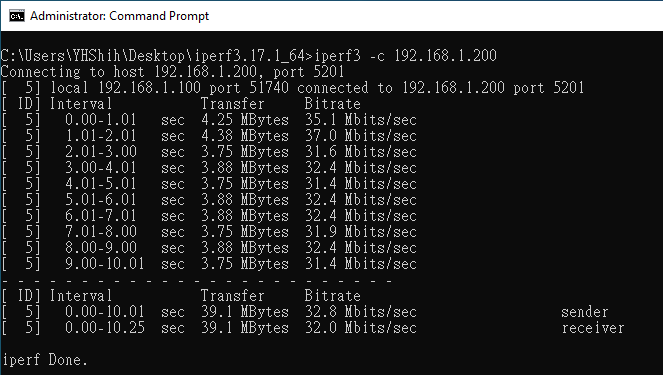 Administrator: Command Prompt
C:\Users\YHShih\Desktop\iperf3.17.1_64>iperf3 -c 192.168.1.200
Connecting to host 192.168.1.200, port 5201
[  5] local 192.168.1.100 port 51740 connected to 192.168.1.200 port 5201
[ ID] Interval           Transfer     Bitrate
[  5]   0.00-1.01   sec  4.25 MBytes  35.1 Mbits/sec
[  5]   1.01-2.01   sec  4.38 MBytes  37.0 Mbits/sec
[  5]   2.01-3.00   sec  3.75 MBytes  31.6 Mbits/sec
[  5]   3.00-4.01   sec  3.88 MBytes  32.4 Mbits/sec
[  5]   4.01-5.01   sec  3.75 MBytes  31.4 Mbits/sec
[  5]   5.01-6.01   sec  3.88 MBytes  32.4 Mbits/sec
[  5]   6.01-7.01   sec  3.88 MBytes  32.4 Mbits/sec
[  5]   7.01-8.00   sec  3.75 MBytes  31.9 Mbits/sec
[  5]   8.00-9.00   sec  3.88 MBytes  32.4 Mbits/sec
[  5]   9.00-10.01  sec  3.75 MBytes  31.4 Mbits/sec
- - - - - - - - - - - - - - - - - - - - - - - - -
[ ID] Interval           Transfer     Bitrate
[  5]   0.00-10.01  sec  39.1 MBytes  32.8 Mbits/sec                  sender
[  5]   0.00-10.25  sec  39.1 MBytes  32.0 Mbits/sec                  receiver
iperf Done.